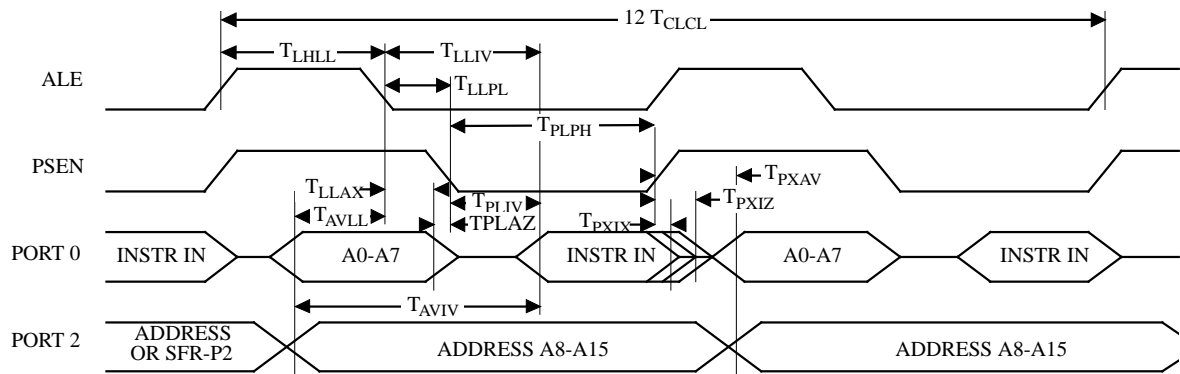 12 TCLCL
TLHLL TLLIV
ALE TLLPL
TPLPH
PSEN
TLLAX TPLIV TPXAV
TPXIZ
TAVLL TPLAZ TPXIX
PORT 0 INSTR IN A0-A7 INSTR IN A0-A7 INSTR IN
TAVIV
PORT 2 ADDRESS
OR SFR-P2 ADDRESS A8-A15 ADDRESS A8-A15